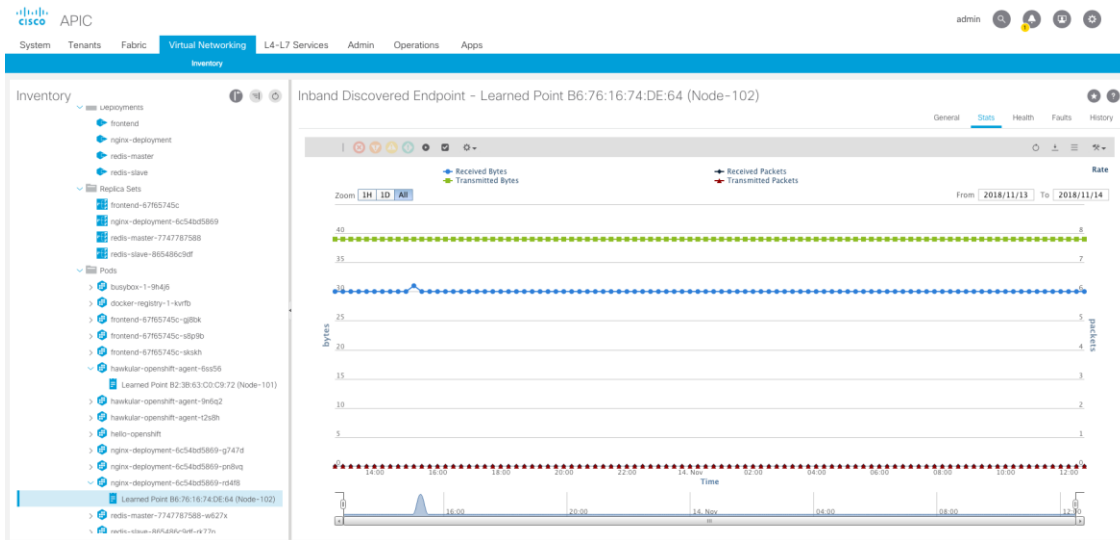 CISCO APIC
admin
1
System Tenants Fabric Virtual Networking L4-L7 Services Admin Operations Apps
Inventory
Inventory
Deployments
frontend
nginx-deployment
redis-master
redis-slave
Replica Sets
frontend-67f65745c
nginx-deployment-6c54bd5869
redis-master-7747787588
redis-slave-865486c9df
Pods
busybox-1-9h4j6
docker-registry-1-kvrfb
frontend-67f65745c-gj8bk
frontend-67f65745c-s8p9b
frontend-67f65745c-skskh
hawkular-openshift-agent-6ss56
Learned Point B2:3B:63:C0:C9:72 (Node-101)
hawkular-openshift-agent-9n6q2
hawkular-openshift-agent-t2s8h
hello-openshift
nginx-deployment-6c54bd5869-g747d
nginx-deployment-6c54bd5869-pn8xq
nginx-deployment-6c54bd5869-rd4f8
Learned Point B6:76:16:74:DE:64 (Node-102)
redis-master-7747787588-w627x
redis-slave-865486c9df-rk77n
Inband Discovered Endpoint - Learned Point B6:76:16:74:DE:64 (Node-102)
General Stats Health Faults History
Received Bytes Received Packets Rate
Transmitted Bytes Transmitted Packets
Zoom 1H 1D All From 2018/11/13 To 2018/11/14
40 8
35 7
30 6
25 5
bytes packets
20 4
15 3
10 2
5 1
0 0
14:00 16:00 18:00 20:00 22:00 14. Nov 02:00 04:00 06:00 08:00 10:00 12:00
Time
16:00 20:00 14. Nov 04:00 08:00 12:00